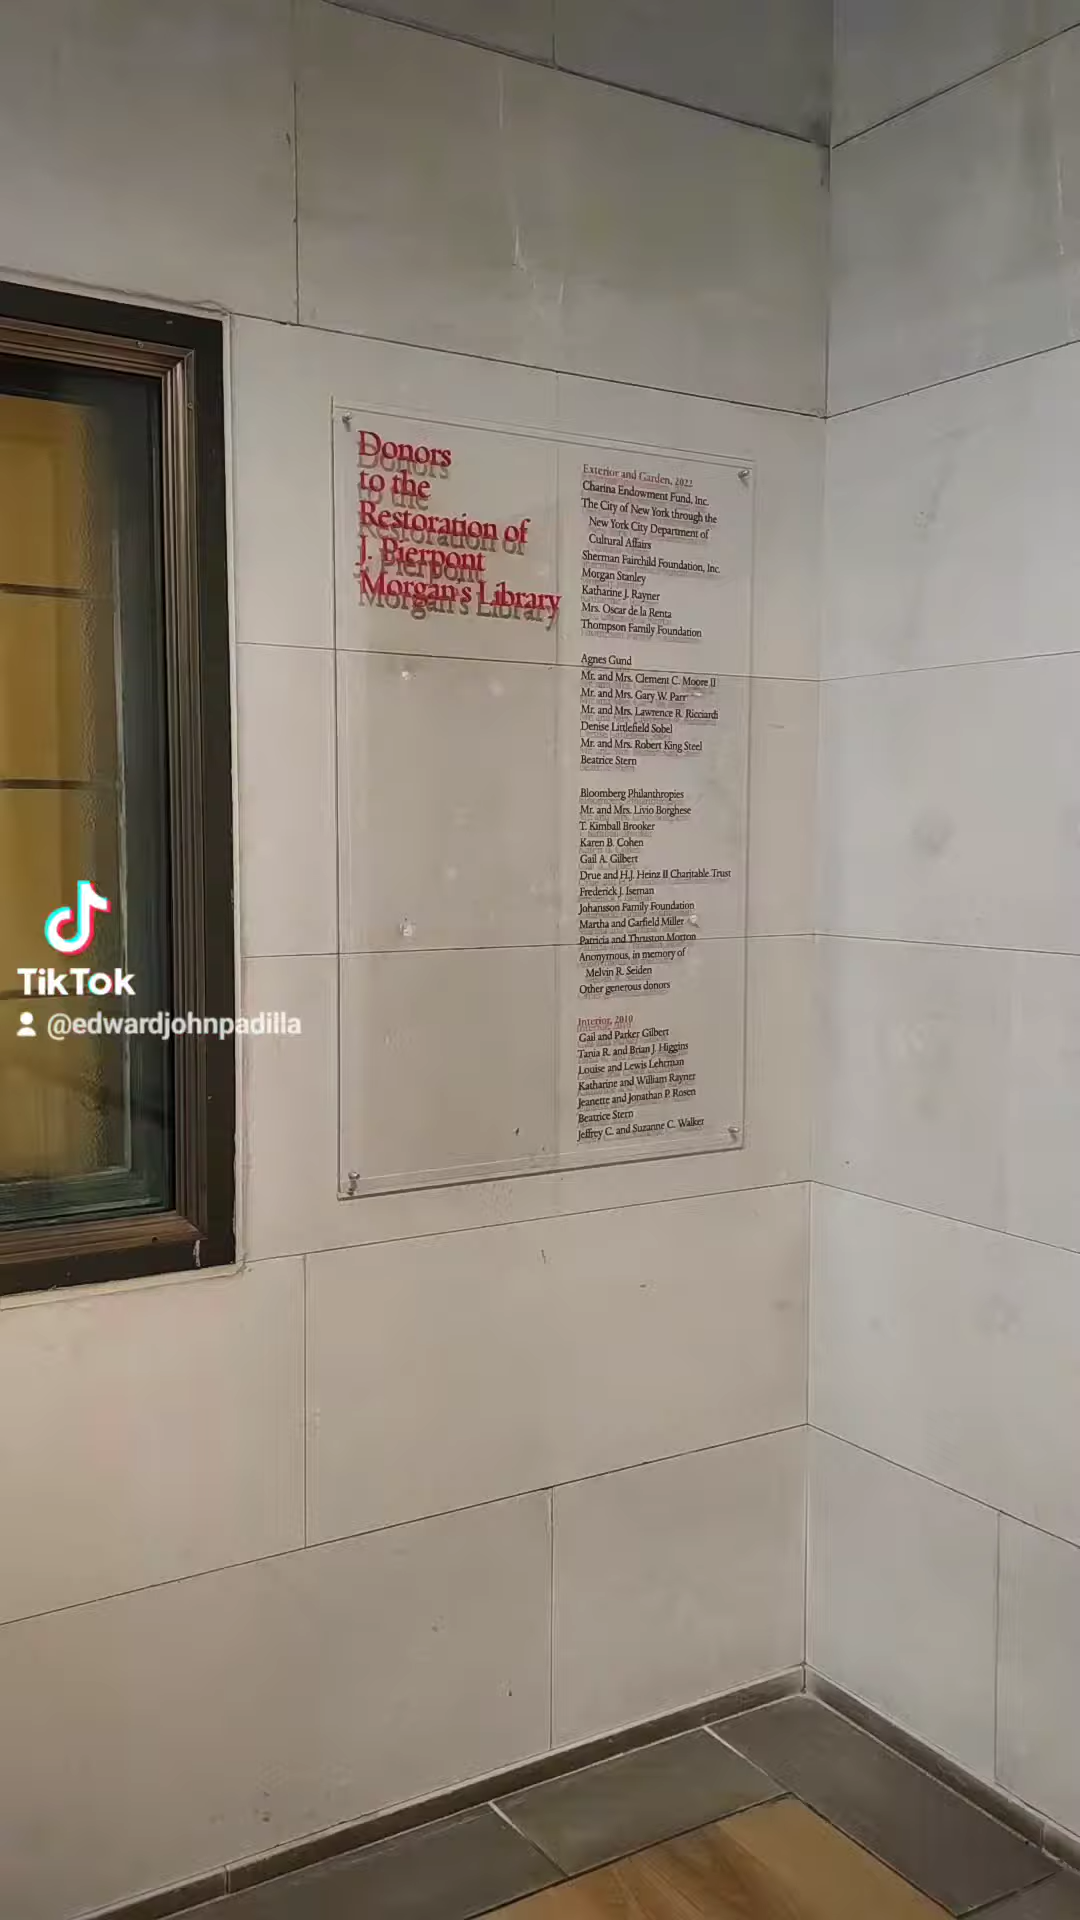 Donors
to the
Restoration of
J. Pierpont
Morgan's Library
Exterior and Garden, 2022
Charina Endowment Fund, Inc.
The City of New York through the
New York City Department of
Cultural Affairs
Sherman Fairchild Foundation, Inc.
Morgan Stanley
Katharine J. Rayner
Mrs. Oscar de la Renta
Thompson Family Foundation
Agnes Gund
Mr. and Mrs. Clement C. Moore II
Mr. and Mrs. Gary W. Parr
Mr. and Mrs. Lawrence R. Ricciardi
Denise Littlefield Sobel
Mr. and Mrs. Robert King Steel
Beatrice Stern
Bloomberg Philanthropies
Mr. and Mrs. Livio Borghese
T. Kimball Brooker
Karen B. Cohen
Gail A. Gilbert
Drue and H.J. Heinz II Charitable Trust
Frederick J. Iseman
Johansson Family Foundation
Martha and Garfield Miller
Patricia and Thruston Morton
Anonymous, in memory of
Melvin R. Seiden
Other generous donors
Interior, 2010
Gail and Parker Gilbert
Tania R. and Brian J. Higgins
Louise and Lewis Lehrman
Katharine and William Rayner
Jeanette and Jonathan P. Rosen
Beatrice Stern
Jeffrey C. and Suzanne C. Walker
TikTok
@edwardjohnpadilla